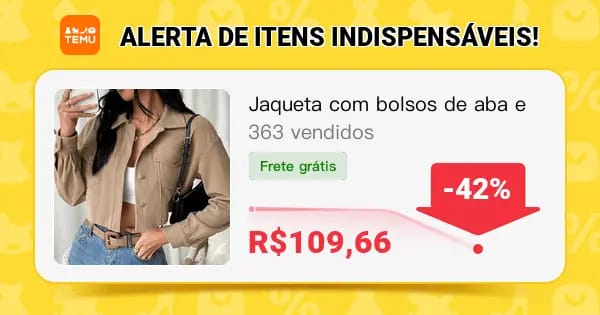 TEMU
ALERTA DE ITENS INDISPENSÁVEIS!
Jaqueta com bolsos de aba e
363 vendidos
Frete grátis
-42%
R$109,66